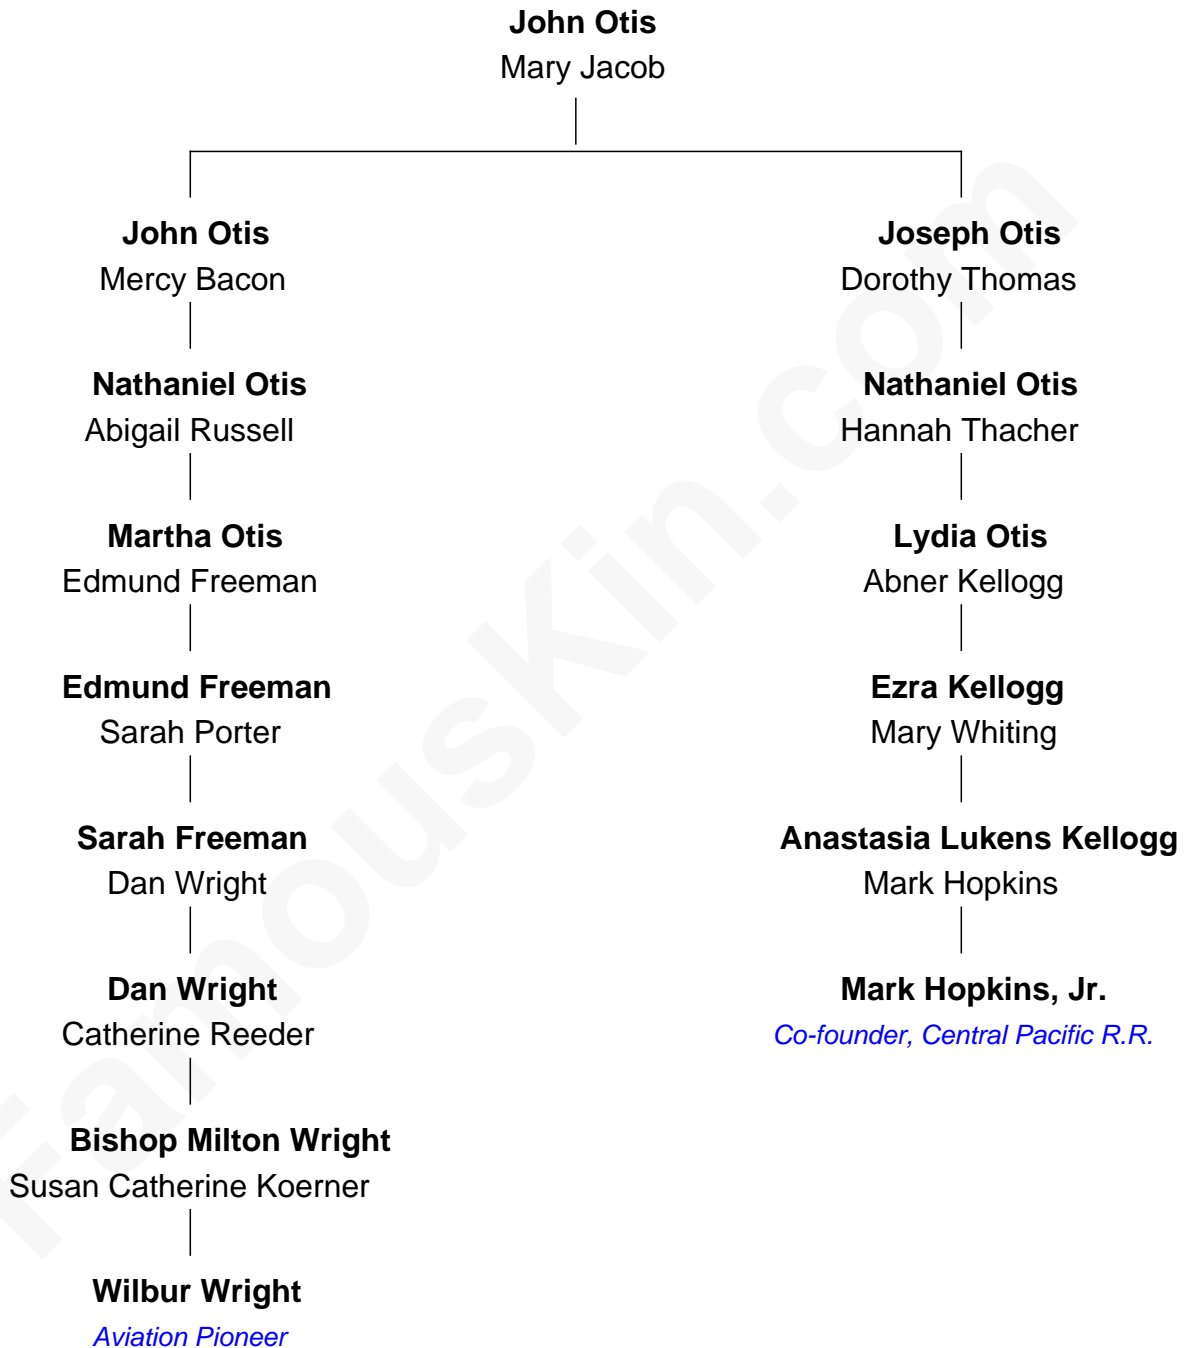 John Otis
Mary Jacob
John Otis
Mercy Bacon
Joseph Otis
Dorothy Thomas
Nathaniel Otis
Abigail Russell
Nathaniel Otis
Hannah Thacher
Martha Otis
Edmund Freeman
Lydia Otis
Abner Kellogg
Edmund Freeman
Sarah Porter
Ezra Kellogg
Mary Whiting
Sarah Freeman
Dan Wright
Anastasia Lukens Kellogg
Mark Hopkins
Dan Wright
Catherine Reeder
Mark Hopkins, Jr.
Co-founder, Central Pacific R.R.
Bishop Milton Wright
Susan Catherine Koerner
Wilbur Wright
Aviation Pioneer
FamousKin.com